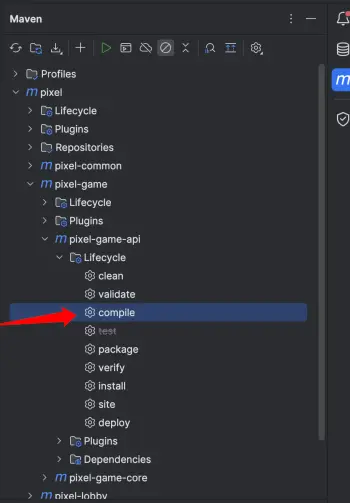 Maven
Profiles
pixel
Lifecycle
Plugins
Repositories
pixel-common
pixel-game
Lifecycle
Plugins
pixel-game-api
Lifecycle
clean
validate
compile
test
package
verify
install
site
deploy
Plugins
Dependencies
pixel-game-core
pixel-lobby